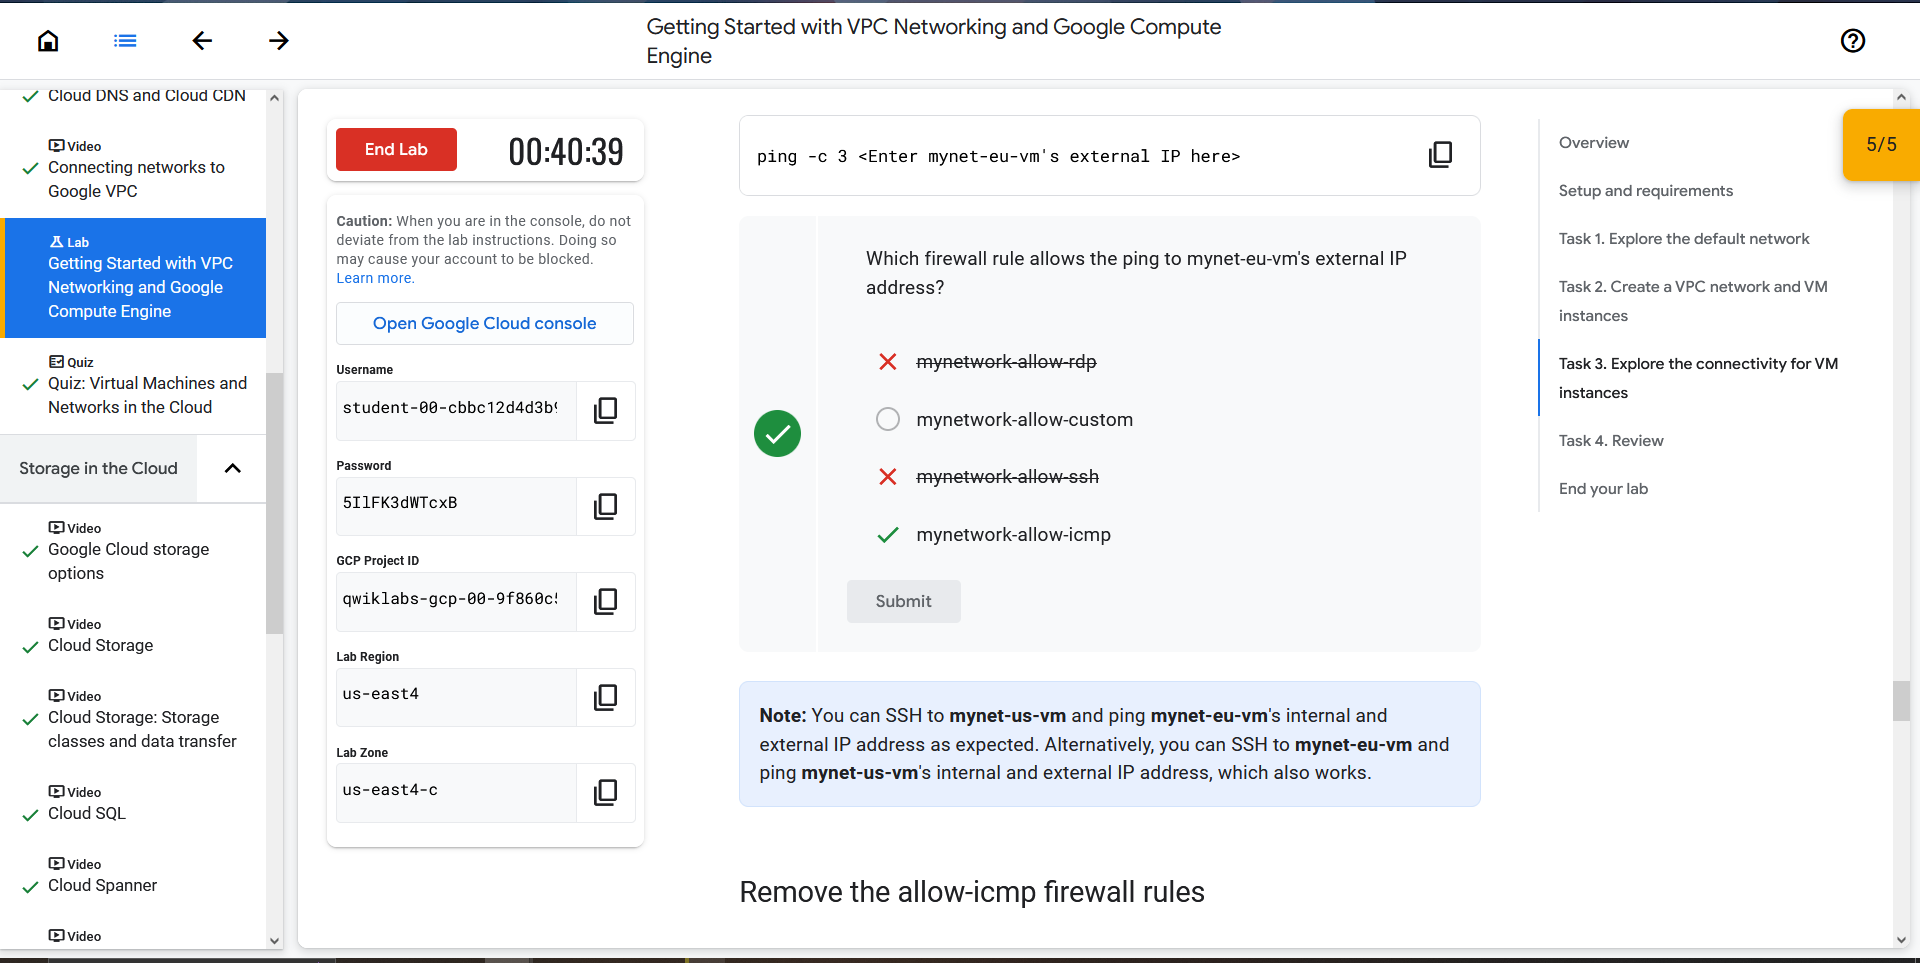 Getting Started with VPC Networking and Google Compute
Engine
Cloud DNS and Cloud CDN
Video
Connecting networks to
Google VPC
Lab
Getting Started with VPC
Networking and Google
Compute Engine
Quiz
Quiz: Virtual Machines and
Networks in the Cloud
Storage in the Cloud
Video
Google Cloud storage
options
Video
Cloud Storage
Video
Cloud Storage: Storage
classes and data transfer
Video
Cloud SQL
Video
Cloud Spanner
Video
End Lab
00:40:39
Caution: When you are in the console, do not
deviate from the lab instructions. Doing so
may cause your account to be blocked.
Learn more.
Open Google Cloud console
Username
student-00-cbbc12d4d3b9
Password
5IlFK3dWTcxB
GCP Project ID
qwiklabs-gcp-00-9f860c5
Lab Region
us-east4
Lab Zone
us-east4-c
ping -c 3 <Enter mynet-eu-vm's external IP here>
Which firewall rule allows the ping to mynet-eu-vm's external IP
address?
mynetwork-allow-rdp
mynetwork-allow-custom
mynetwork-allow-ssh
mynetwork-allow-icmp
Submit
Note: You can SSH to mynet-us-vm and ping mynet-eu-vm's internal and
external IP address as expected. Alternatively, you can SSH to mynet-eu-vm and
ping mynet-us-vm's internal and external IP address, which also works.
Remove the allow-icmp firewall rules
Overview
Setup and requirements
Task 1. Explore the default network
Task 2. Create a VPC network and VM
instances
Task 3. Explore the connectivity for VM
instances
Task 4. Review
End your lab
5/5